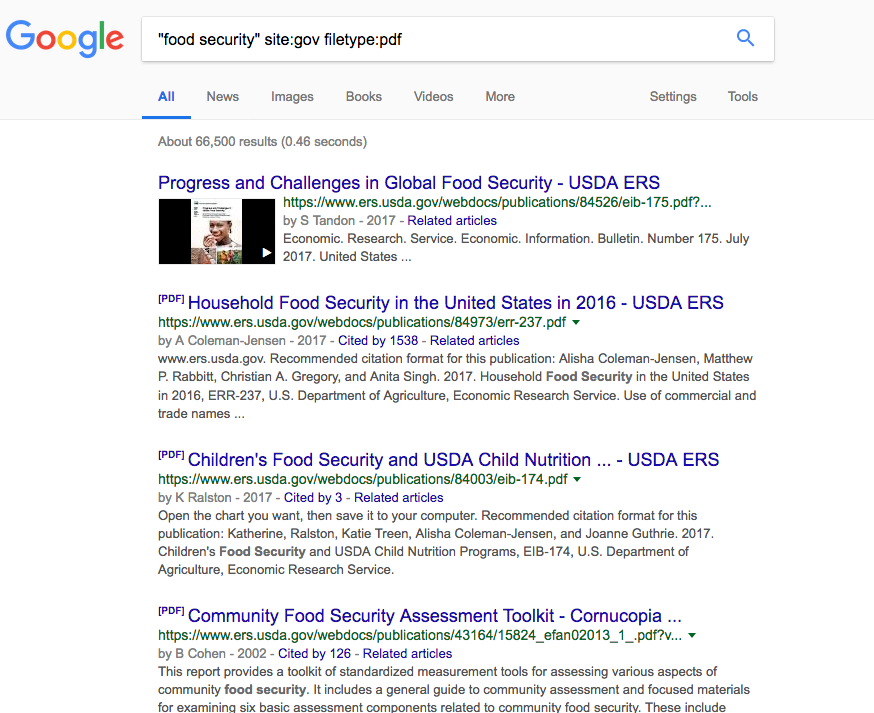 Google
"food security" site:gov filetype:pdf
All News Images Books Videos More Settings Tools
About 66,500 results (0.46 seconds)
Progress and Challenges in Global Food Security - USDA ERS
https://www.ers.usda.gov/webdocs/publications/84526/eib-175.pdf?...
by S Tandon - 2017 - Related articles
Economic. Research. Service. Economic. Information. Bulletin. Number 175. July
2017. United States ...
[PDF] Household Food Security in the United States in 2016 - USDA ERS
https://www.ers.usda.gov/webdocs/publications/84973/err-237.pdf
by A Coleman-Jensen - 2017 - Cited by 1538 - Related articles
www.ers.usda.gov. Recommended citation format for this publication: Alisha Coleman-Jensen, Matthew
P. Rabbitt, Christian A. Gregory, and Anita Singh. 2017. Household Food Security in the United States
in 2016, ERR-237, U.S. Department of Agriculture, Economic Research Service. Use of commercial and
trade names ...
[PDF] Children's Food Security and USDA Child Nutrition ... - USDA ERS
https://www.ers.usda.gov/webdocs/publications/84003/eib-174.pdf
by K Ralston - 2017 - Cited by 3 - Related articles
Open the chart you want, then save it to your computer. Recommended citation format for this
publication: Katherine, Ralston, Katie Treen, Alisha Coleman-Jensen, and Joanne Guthrie. 2017.
Children's Food Security and USDA Child Nutrition Programs, EIB-174, U.S. Department of
Agriculture, Economic Research Service.
[PDF] Community Food Security Assessment Toolkit - Cornucopia ...
https://www.ers.usda.gov/webdocs/publications/43164/15824_efan02013_1_.pdf?v...
by B Cohen - 2002 - Cited by 126 - Related articles
This report provides a toolkit of standardized measurement tools for assessing various aspects of
community food security. It includes a general guide to community assessment and focused materials
for examining six basic assessment components related to community food security. These include